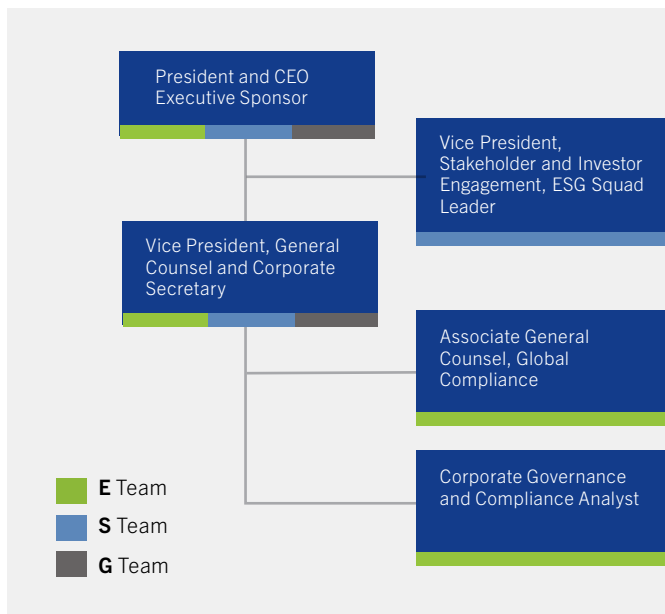 President and CEO
Executive Sponsor
Vice President,
Stakeholder and Investor
Engagement, ESG Squad
Leader
Vice President, General
Counsel and Corporate
Secretary
Associate General
Counsel, Global
Compliance
Corporate Governance
and Compliance Analyst
E Team
S Team
G Team